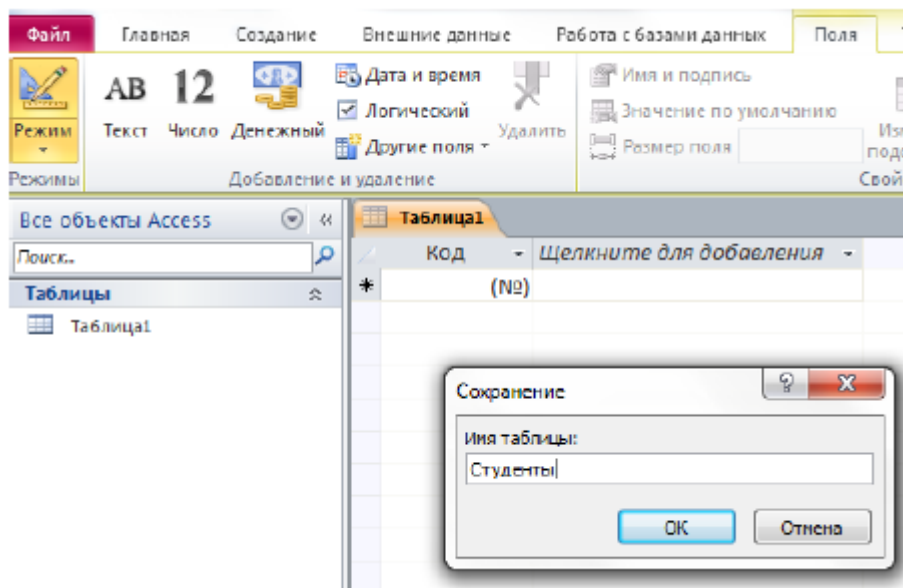 Файл Главная Создание Внешние данные Работа с базами данных Поля
АВ 12 Дата и время Имя и подпись
Логический Значение по умолчанию
Режим Текст Число Денежный Удалить
Другие поля Размер поля
Режимы Добавление и удаление
Все объекты Access « Таблица1
Поиск... Код Щелкните для добавления
Таблицы * (№)
Таблица1
Сохранение ? X
Имя таблицы:
Студенты
ОК Отмена